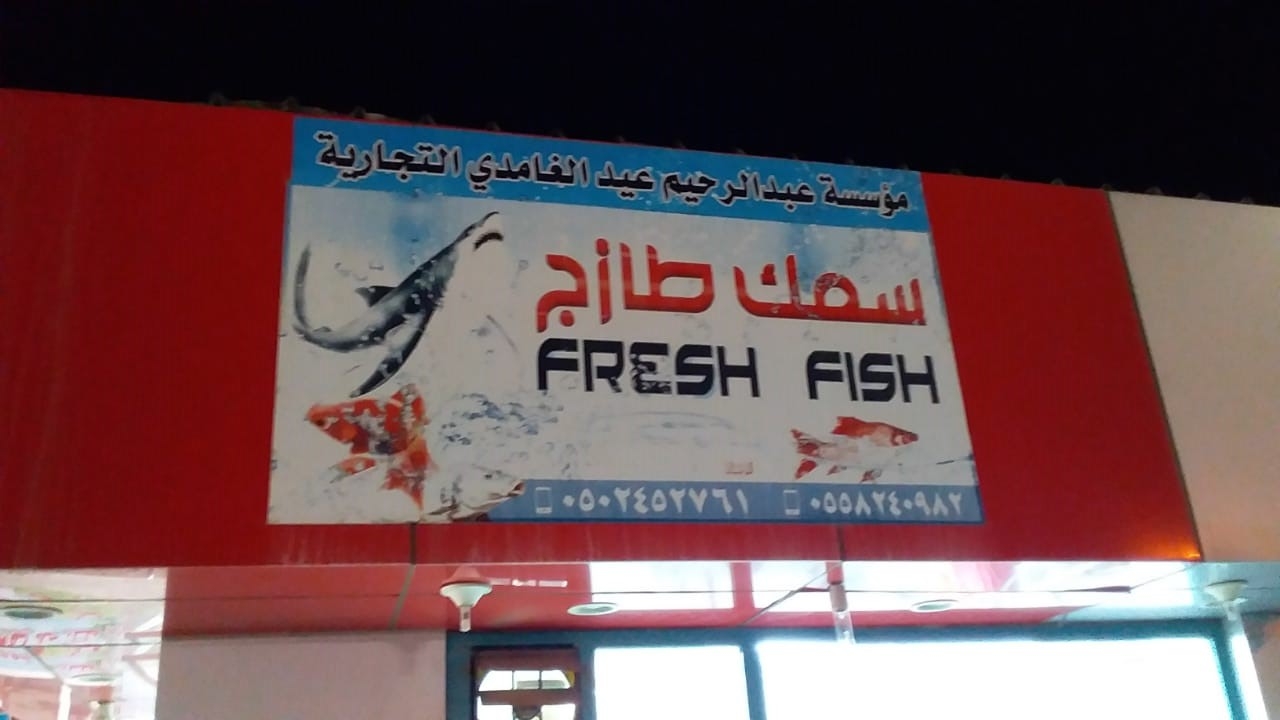 مؤسسة عبدالرحيم عيد الغامدي التجارية
سمك طازج
FRESH FISH
٠٥٠٢٤٥٢٧٦١ ٠٥٥٨٢٤٠٩٨٢